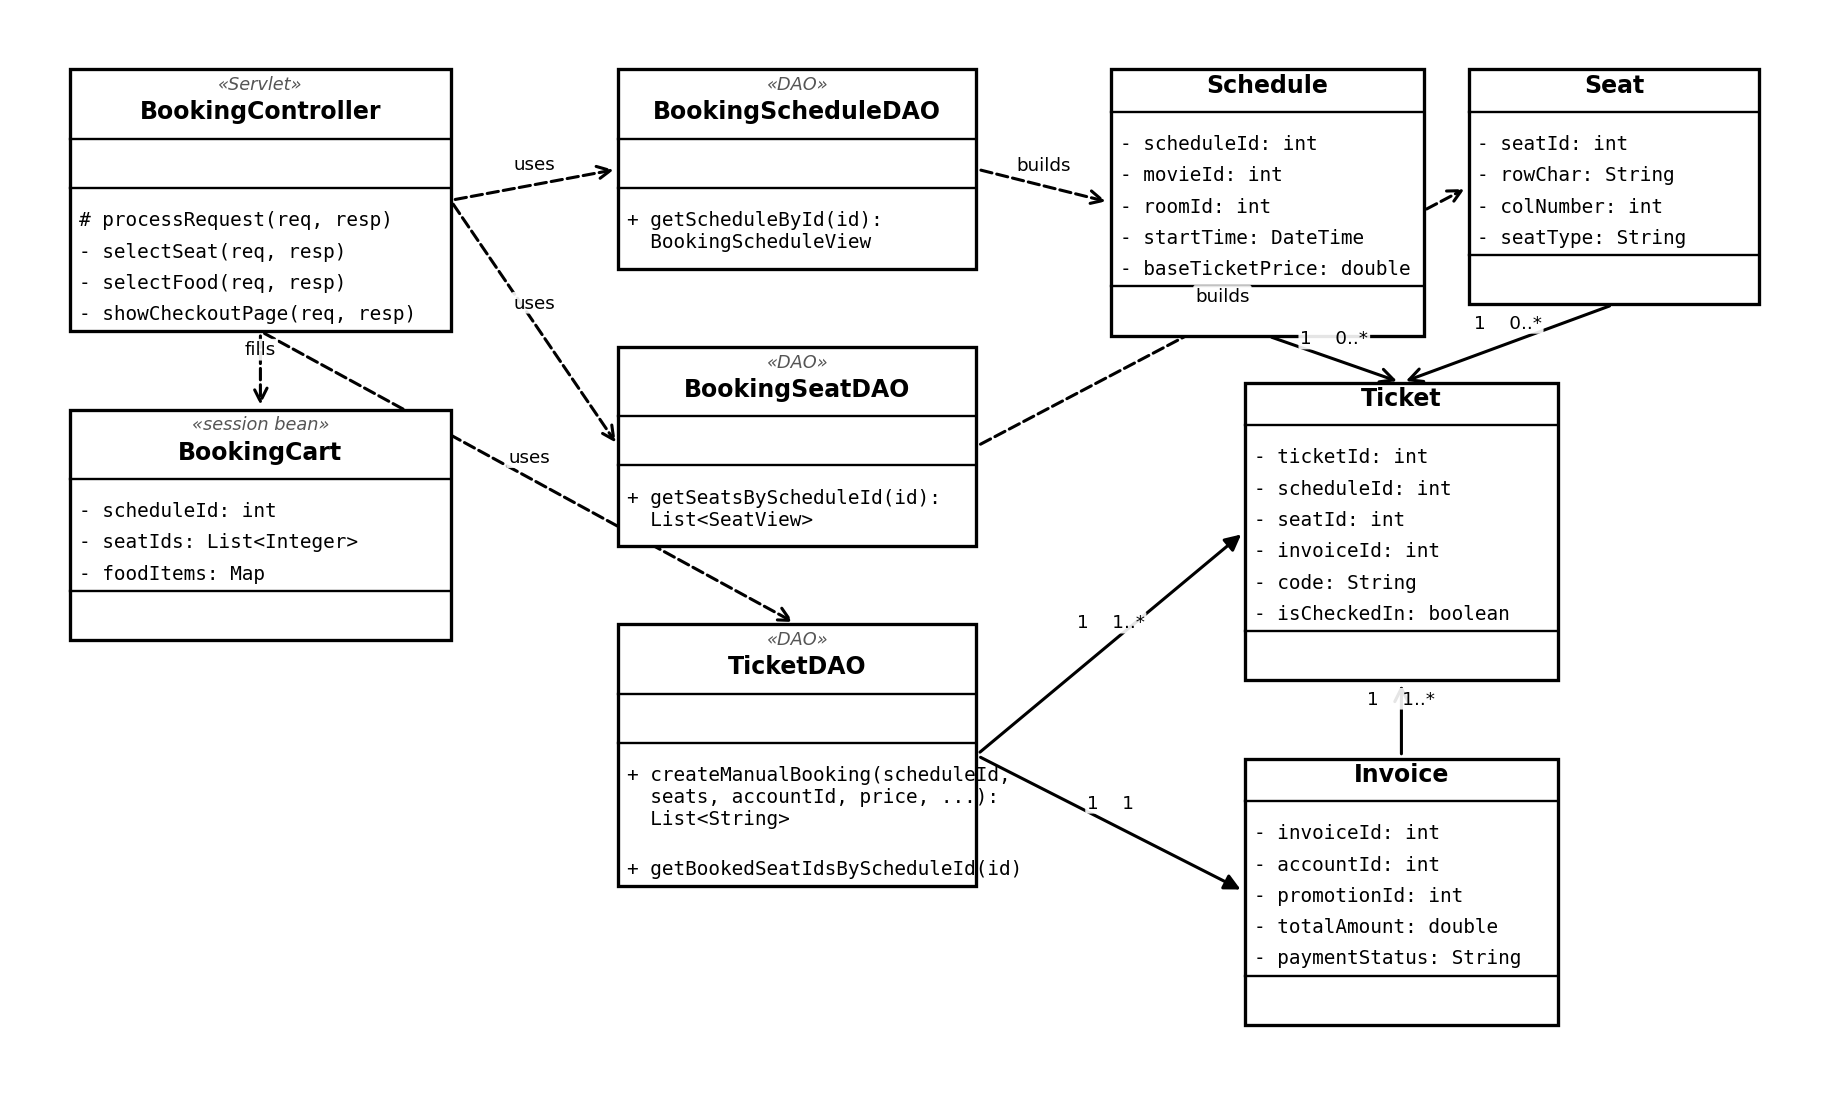 «Servlet»
BookingController
# processRequest(req, resp)
- selectSeat(req, resp)
- selectFood(req, resp)
- showCheckoutPage(req, resp)
uses
uses
fills
«session bean»
BookingCart
- scheduleId: int
- seatIds: List<Integer>
- foodItems: Map
uses
«DAO»
BookingScheduleDAO
+ getScheduleById(id):
BookingScheduleView
builds
«DAO»
BookingSeatDAO
+ getSeatsByScheduleId(id):
List<SeatView>
«DAO»
TicketDAO
+ createManualBooking(scheduleId,
seats, accountId, price, ...):
List<String>
+ getBookedSeatIdsByScheduleId(id)
Schedule
- scheduleId: int
- movieId: int
- roomId: int
- startTime: DateTime
- baseTicketPrice: double
builds
Seat
- seatId: int
- rowChar: String
- colNumber: int
- seatType: String
1 0..*
1 0..*
Ticket
- ticketId: int
- scheduleId: int
- seatId: int
- invoiceId: int
- code: String
- isCheckedIn: boolean
1 1..*
1 1..*
1 1
Invoice
- invoiceId: int
- accountId: int
- promotionId: int
- totalAmount: double
- paymentStatus: String